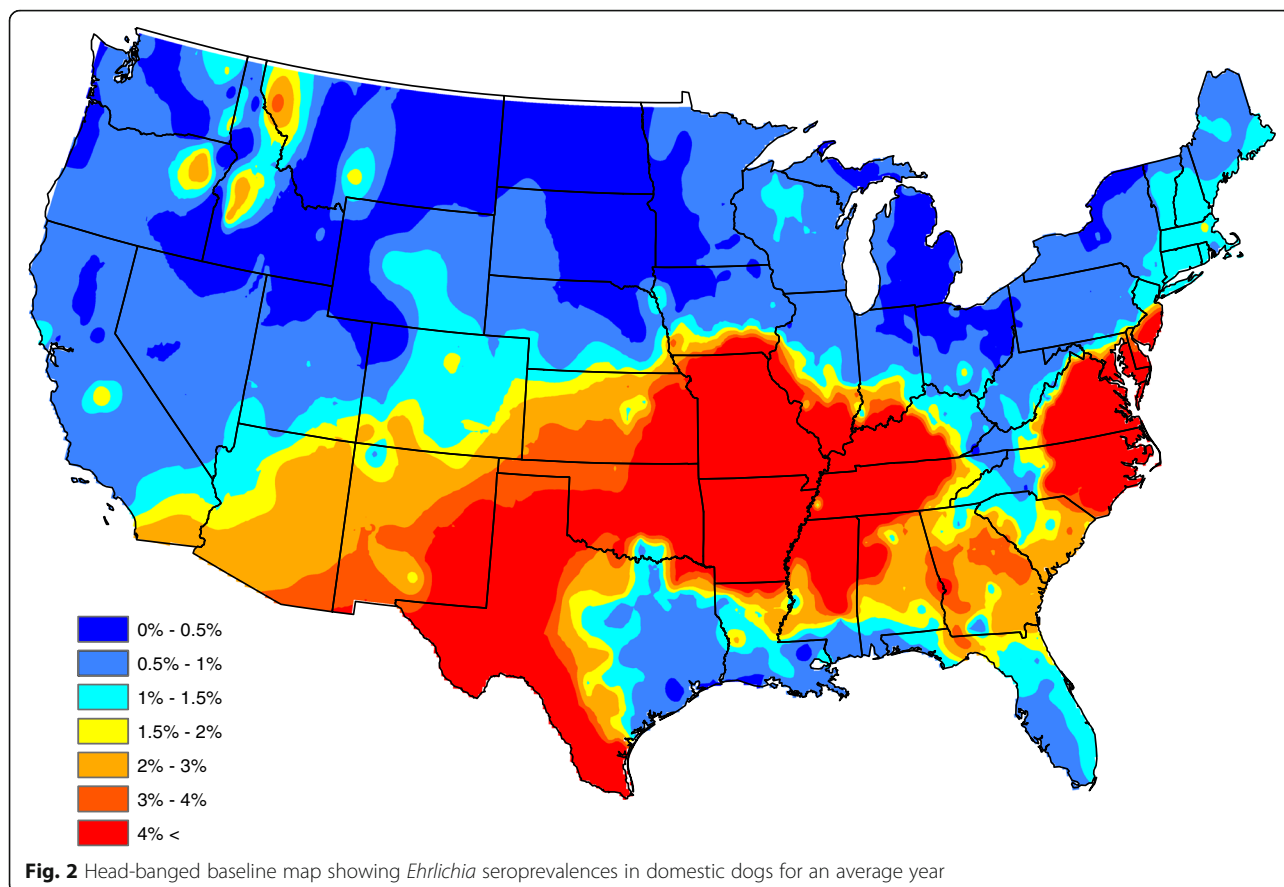 0% - 0.5%
0.5% - 1%
1% - 1.5%
1.5% - 2%
2% - 3%
3% - 4%
4% <
Fig. 2 Head-banged baseline map showing Ehrlichia seroprevalences in domestic dogs for an average year